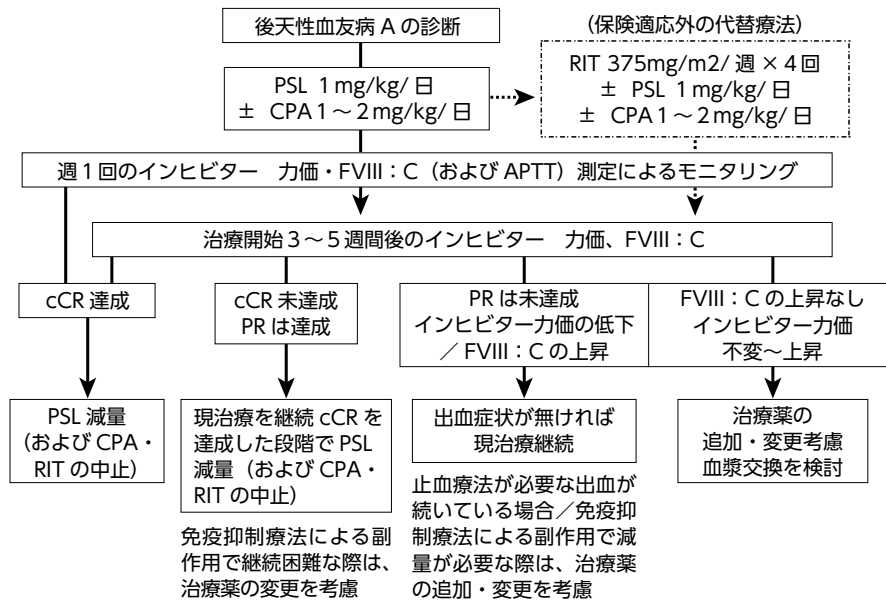 後天性血友病 A の診断
(保険適応外の代替療法)
PSL 1mg/kg/ 日
± CPA 1 ~ 2 mg/kg/ 日
RIT 375mg/m2/ 週 × 4 回
± PSL 1 mg/kg/ 日
± CPA 1 ~ 2 mg/kg/ 日
週 1 回のインヒビター 力価・FVIII:C(および APTT)測定によるモニタリング
治療開始 3 ~ 5 週間後のインヒビター 力価、FVIII:C
cCR 達成
cCR 未達成
PR は達成
PR は未達成
インヒビター力価の低下
/ FVIII:C の上昇
FVIII:C の上昇なし
インヒビター力価
不変~上昇
PSL 減量
(および CPA・
RIT の中止)
現治療を継続 cCR を
達成した段階で PSL
減量(および CPA・
RIT の中止)
出血症状が無ければ
現治療継続
治療薬の
追加・変更考慮
血漿交換を検討
免疫抑制療法による副
作用で継続困難な際は、
治療薬の変更を考慮
止血療法が必要な出血が
続いている場合/免疫抑
制療法による副作用で減
量が必要な際は、治療薬
の追加・変更を考慮